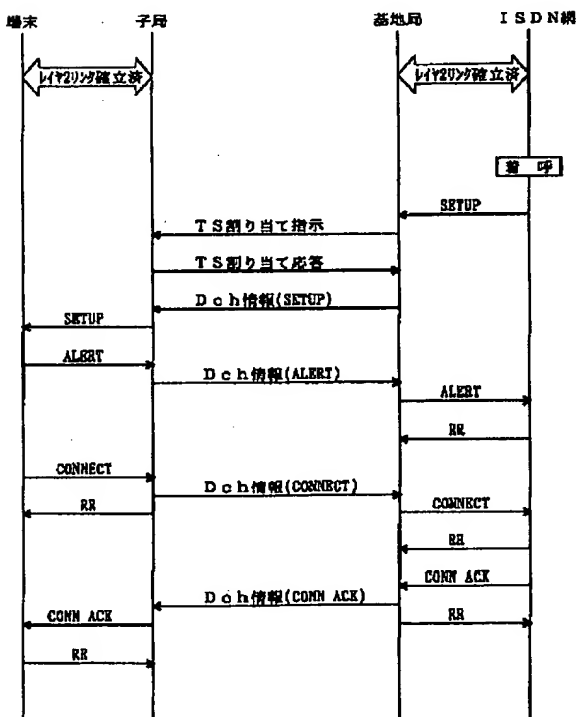 端末 子局 基地局 ISDN網
レイヤ2リンク確立済 レイヤ2リンク確立済
着呼
SETUP
TS割り当て指示
TS割り当て応答
Dch情報(SETUP)
SETUP
ALERT
Dch情報(ALERT)
ALERT
RR
CONNECT
Dch情報(CONNECT)
RR
CONNECT
RR
CONN ACK
Dch情報(CONN ACK)
CONN ACK
RR
RR